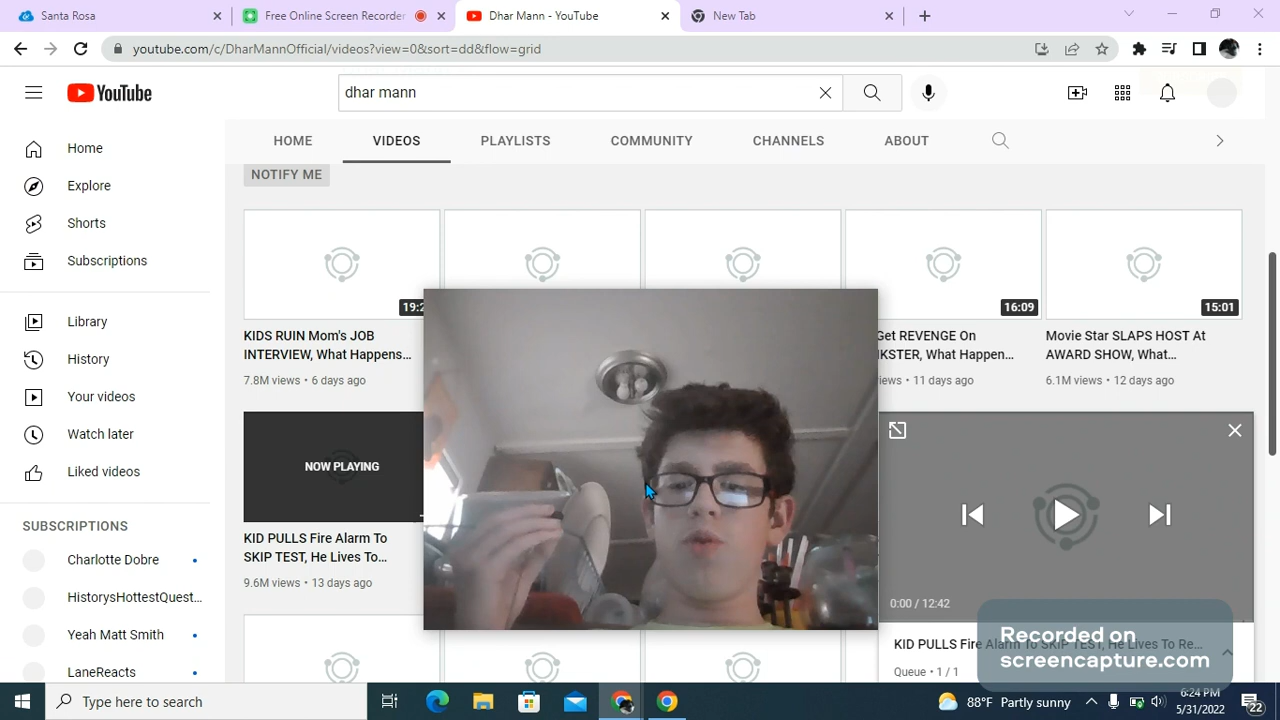 Santa Rosa
Free Online Screen Recorder
Dhar Mann - YouTube
New Tab
youtube.com/c/DharMannOfficial/videos?view=0&sort=dd&flow=grid
YouTube
dhar mann
HOME VIDEOS PLAYLISTS COMMUNITY CHANNELS ABOUT
NOTIFY ME
Home
Explore
Shorts
Subscriptions
Library
History
Your videos
Watch later
Liked videos
SUBSCRIPTIONS
Charlotte Dobre
HistorysHottestQuest...
Yeah Matt Smith
LaneReacts
16:09
15:01
KIDS RUIN Mom's JOB
INTERVIEW, What Happens...
7.8M views • 6 days ago
Get REVENGE On
What Happen...
11 days ago
Movie Star SLAPS HOST At
AWARD SHOW, What...
6.1M views • 12 days ago
NOW PLAYING
KID PULLS Fire Alarm To
SKIP TEST, He Lives To...
9.6M views • 13 days ago
0:00 / 12:42
KID PULLS Fire Alarm To SKIP TEST, He Lives To Re...
Queue • 1 / 1
Recorded on
screencapture.com
Type here to search
88°F Partly sunny
6:24 PM
5/31/2022
22